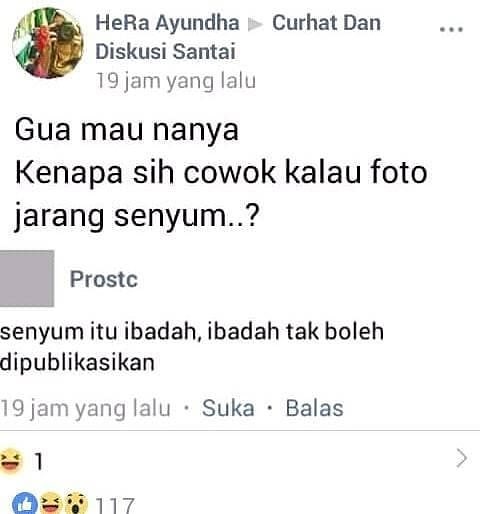 HeRa Ayundha ▶ Curhat Dan
Diskusi Santai
19 jam yang lalu
Gua mau nanya
Kenapa sih cowok kalau foto
jarang senyum..?
Prostc
senyum itu ibadah, ibadah tak boleh
dipublikasikan
19 jam yang lalu · Suka · Balas
1
117